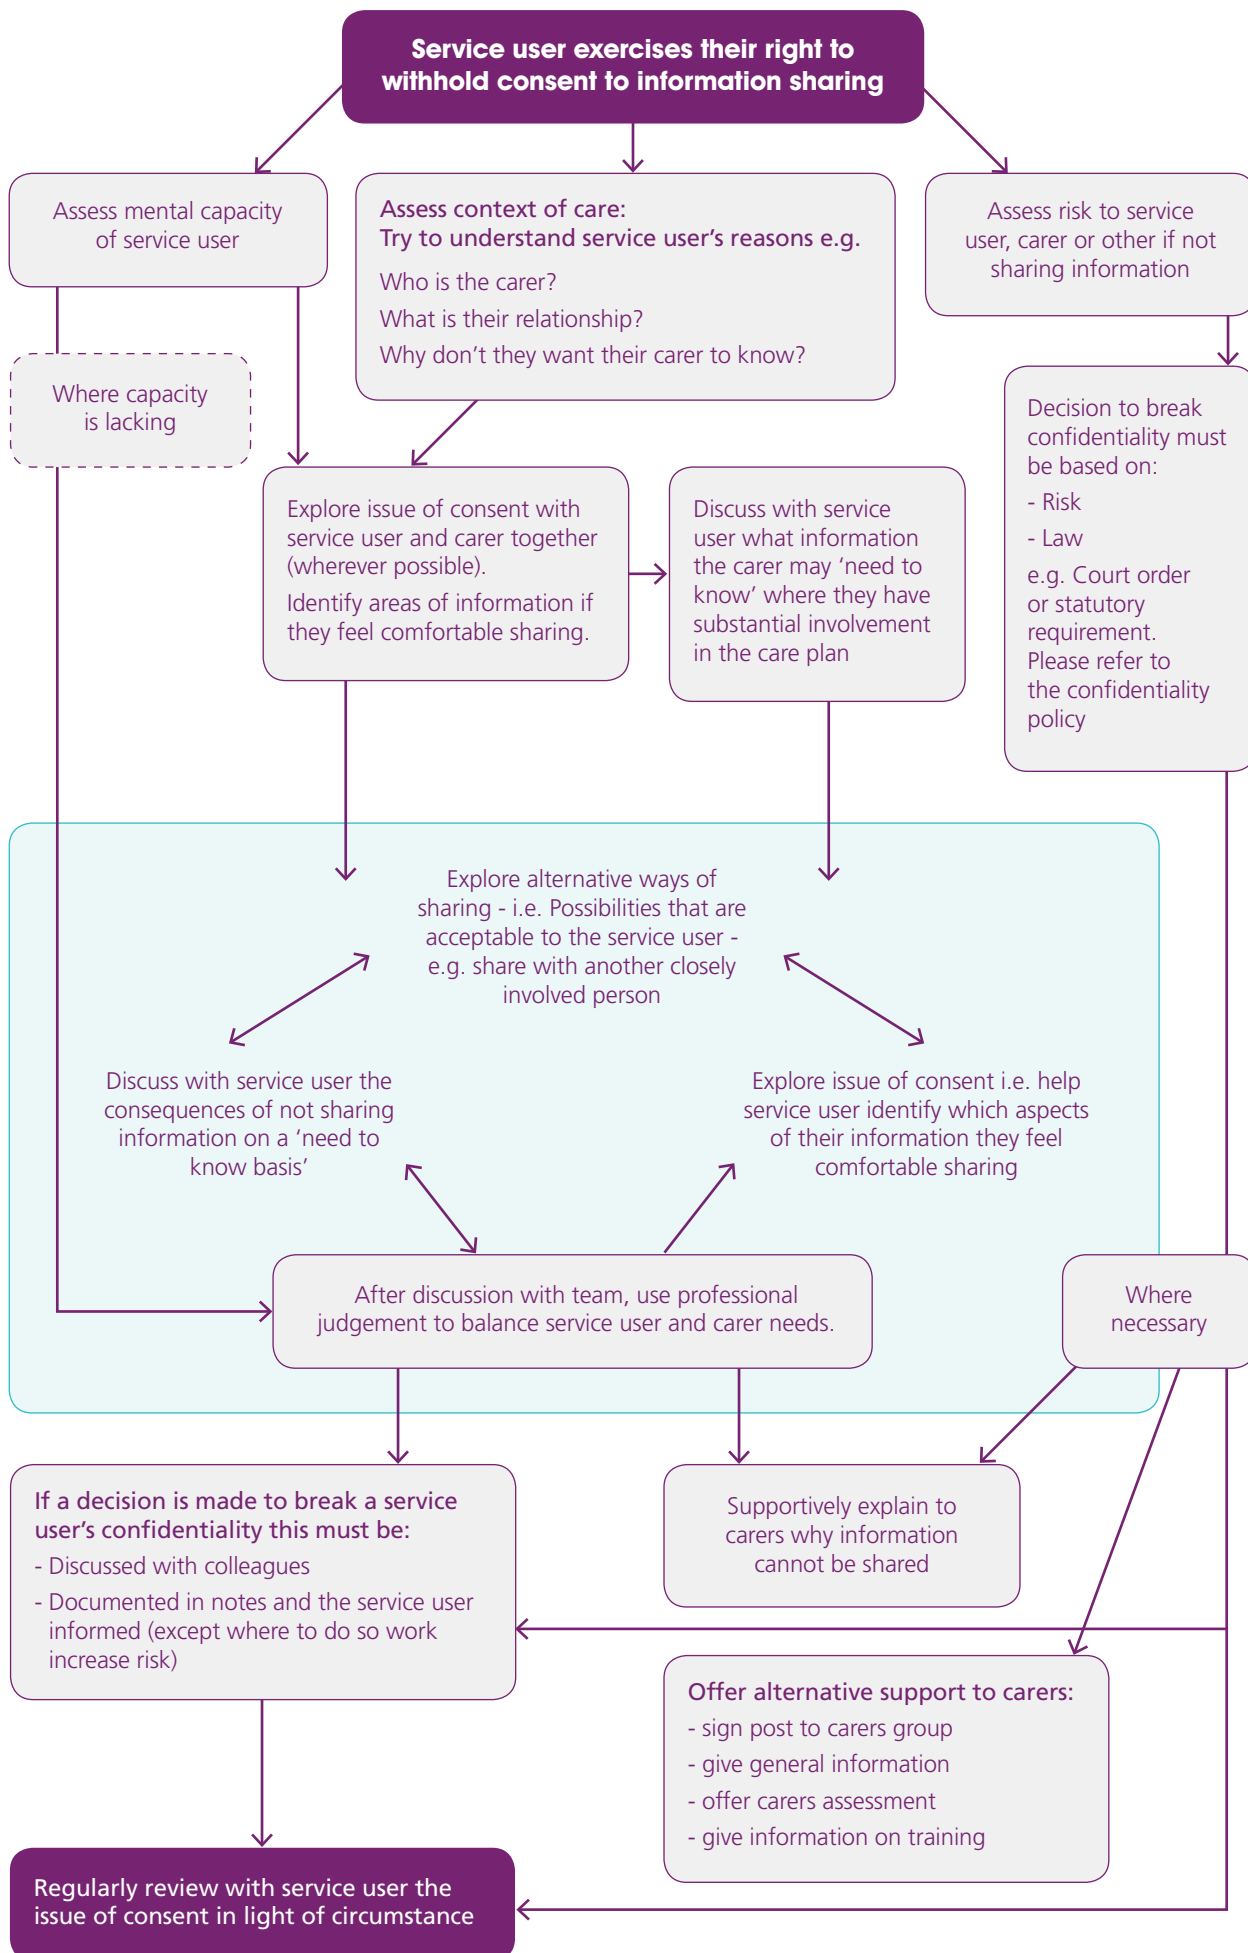 Service user exercises their right to
withhold consent to information sharing
Assess mental capacity
of service user
Assess context of care:
Try to understand service user's reasons e.g.
Who is the carer?
What is their relationship?
Why don't they want their carer to know?
Assess risk to service
user, carer or other if not
sharing information
Where capacity
is lacking
Decision to break
confidentiality must
be based on:
- Risk
- Law
e.g. Court order
or statutory
requirement.
Please refer to
the confidentiality
policy
Explore issue of consent with
service user and carer together
(wherever possible).
Identify areas of information if
they feel comfortable sharing.
Discuss with service
user what information
the carer may ‘need to
know’ where they have
substantial involvement
in the care plan
Explore alternative ways of
sharing - i.e. Possibilities that are
acceptable to the service user -
e.g. share with another closely
involved person
Discuss with service user the
consequences of not sharing
information on a ‘need to
know basis’
Explore issue of consent i.e. help
service user identify which aspects
of their information they feel
comfortable sharing
After discussion with team, use professional
judgement to balance service user and carer needs.
Where
necessary
If a decision is made to break a service
user's confidentiality this must be:
- Discussed with colleagues
- Documented in notes and the service user
informed (except where to do so work
increase risk)
Supportively explain to
carers why information
cannot be shared
Offer alternative support to carers:
- sign post to carers group
- give general information
- offer carers assessment
- give information on training
Regularly review with service user the
issue of consent in light of circumstance